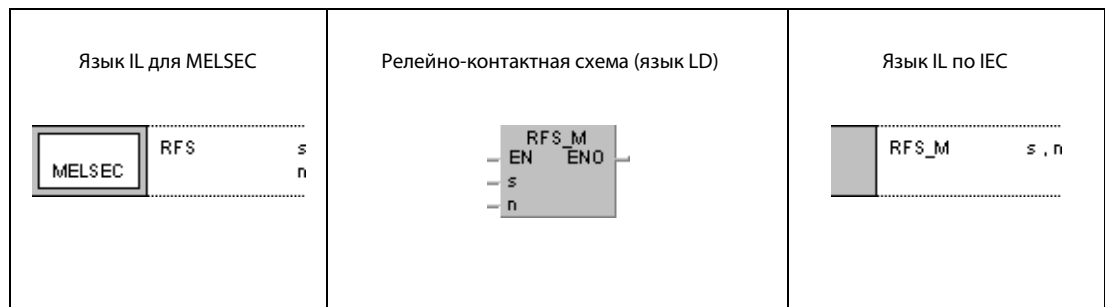 Язык IL для MELSEC
Релейно-контактная схема (язык LD)
Язык IL по IEC
MELSEC
RFS s
n
RFS_M
EN ENO
s
n
RFS_M s , n